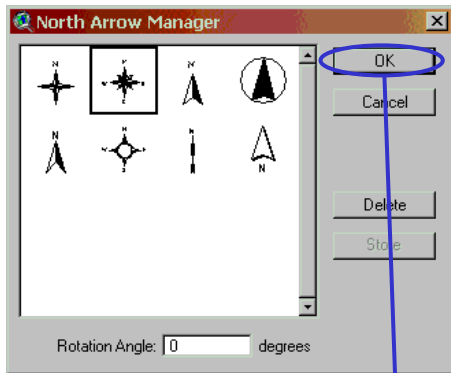 North Arrow Manager
OK
Cancel
Delete
Store
N
N
N
N
N
Rotation Angle: 0 degrees